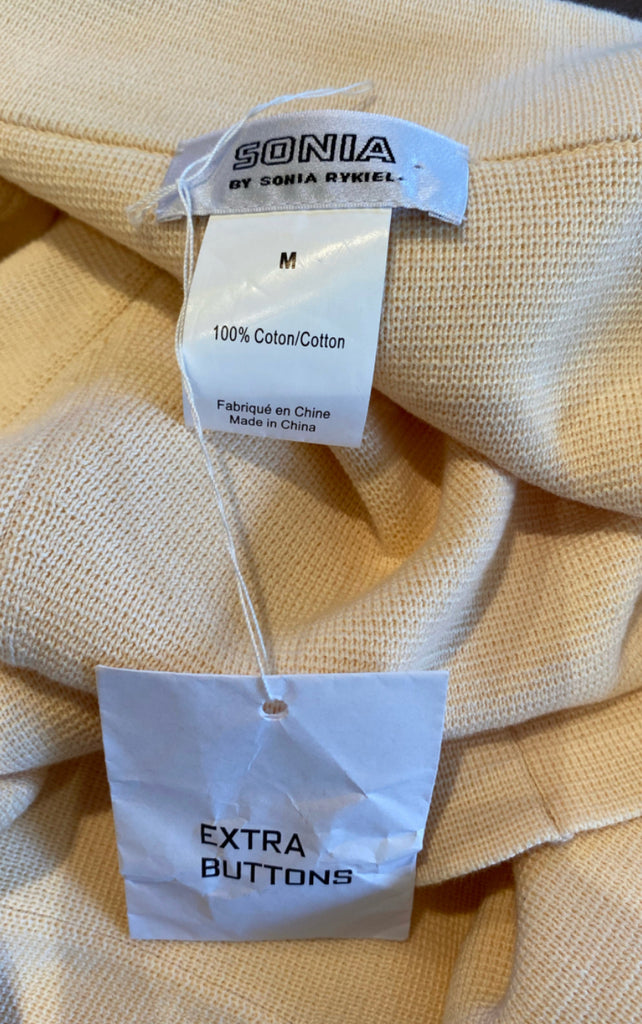 SONIA
BY SONIA RYKIEL
M
100% Coton/Cotton
Fabriqué en Chine
Made in China
EXTRA
BUTTONS